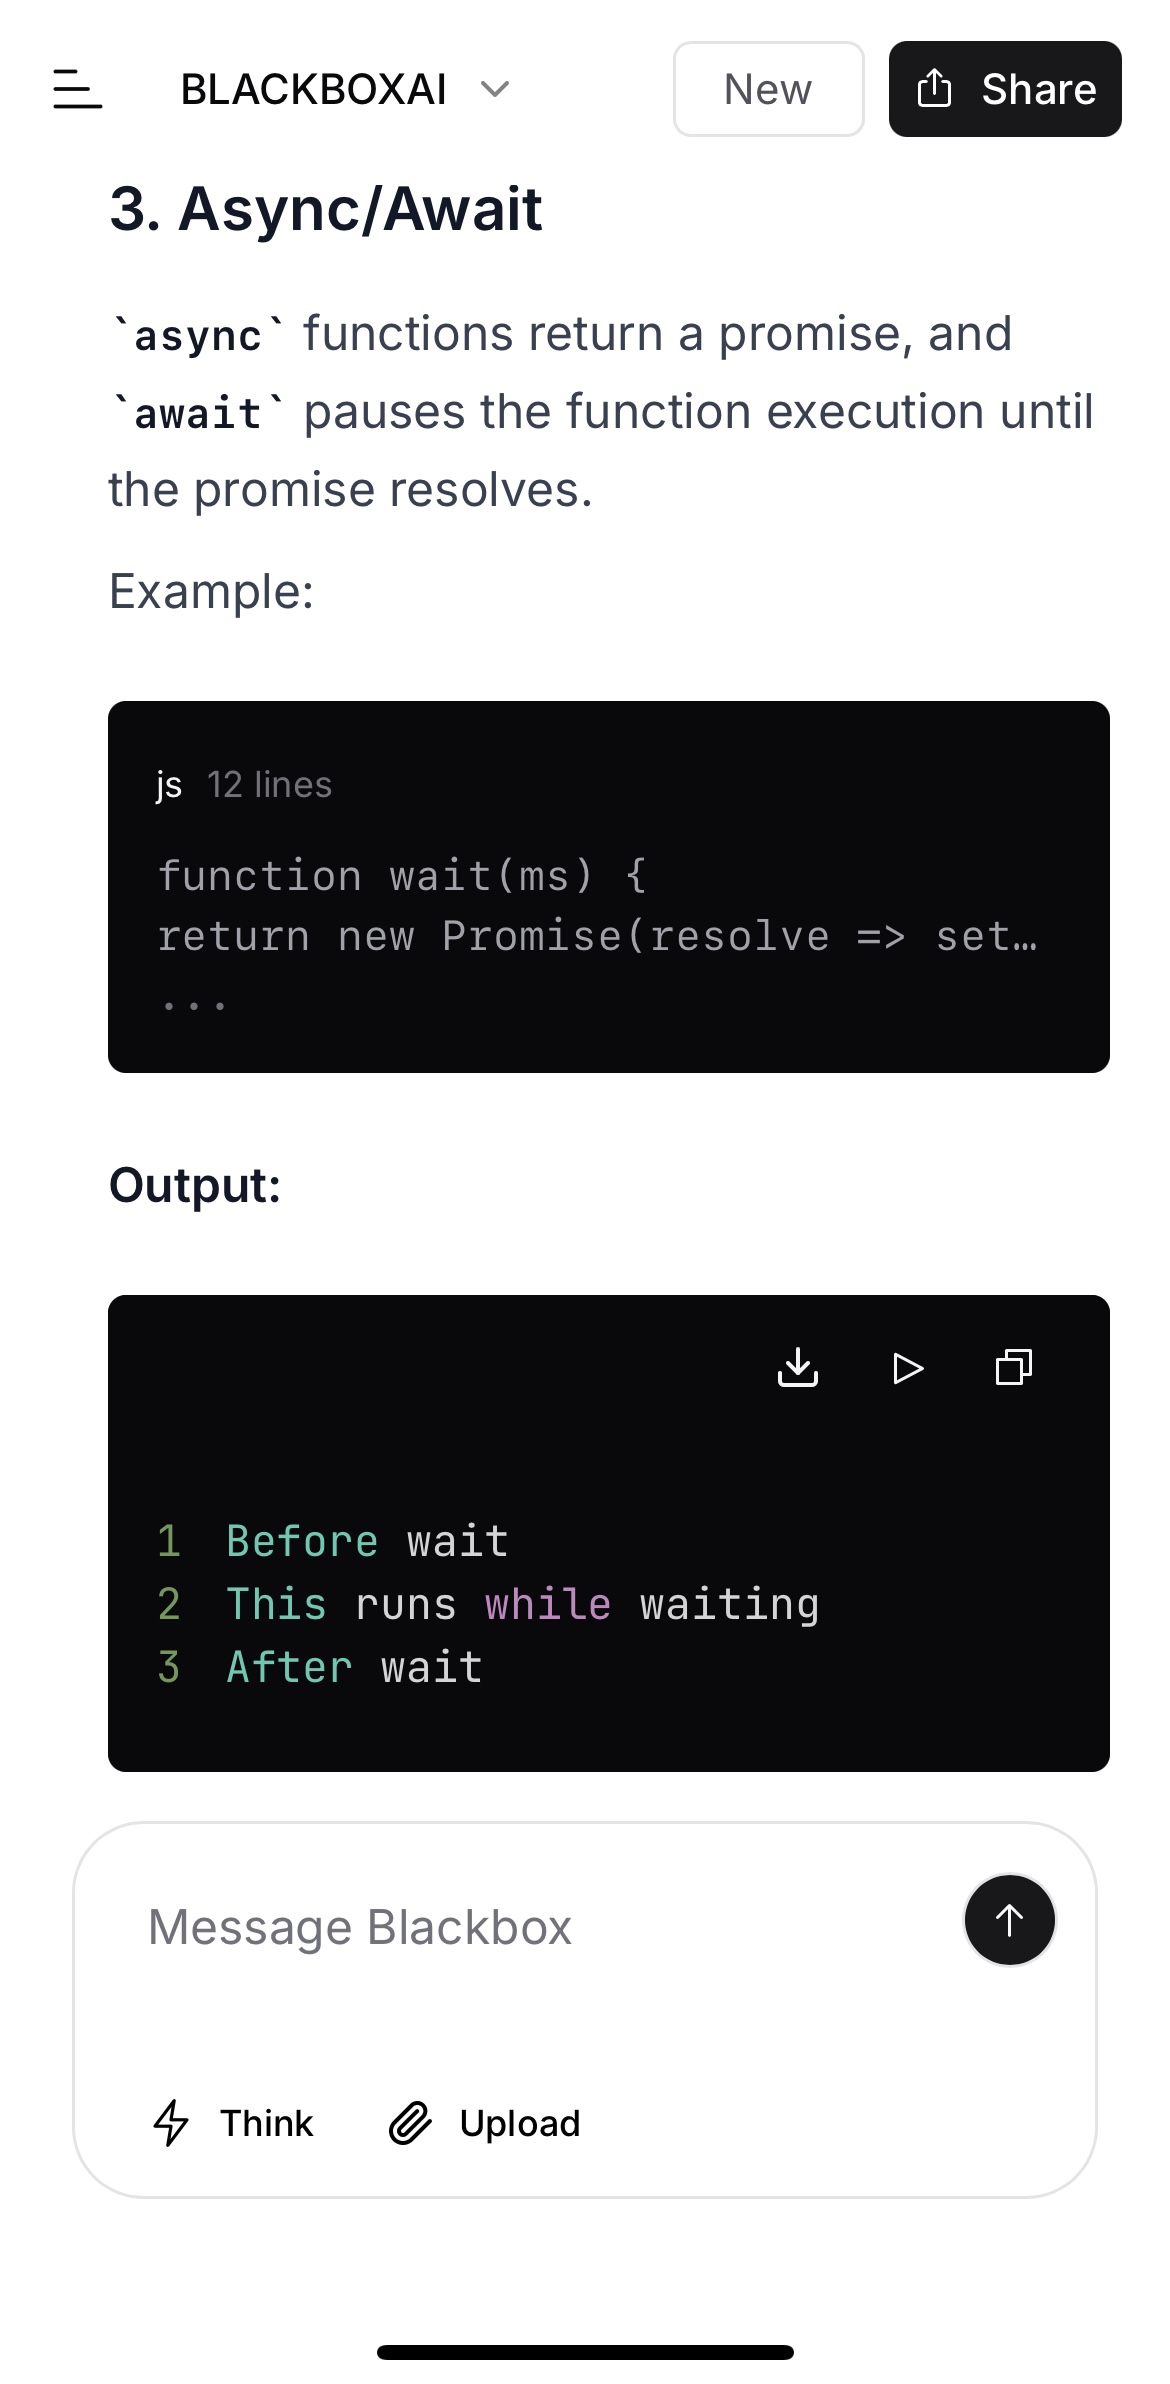 BLACKBOXAI
New
Share
3. Async/Await
`async` functions return a promise, and
`await` pauses the function execution until
the promise resolves.
Example:
js 12 lines
function wait(ms) {
return new Promise(resolve => set…
...
Output:
1 Before wait
2 This runs while waiting
3 After wait
Message Blackbox
Think
Upload